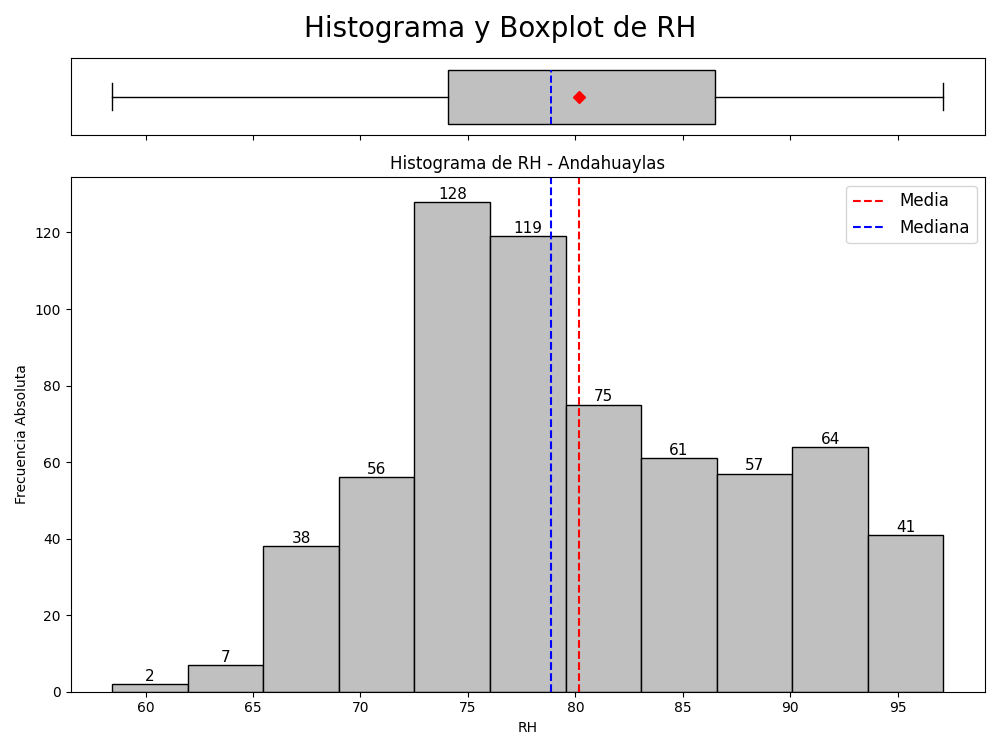 Histograma y Boxplot de RH
Histograma de RH - Andahuaylas
Media
Mediana
128
119
75
64
61
57
56
41
38
7
2
120
100
80
60
40
20
0
Frecuencia Absoluta
60 65 70 75 80 85 90 95
RH